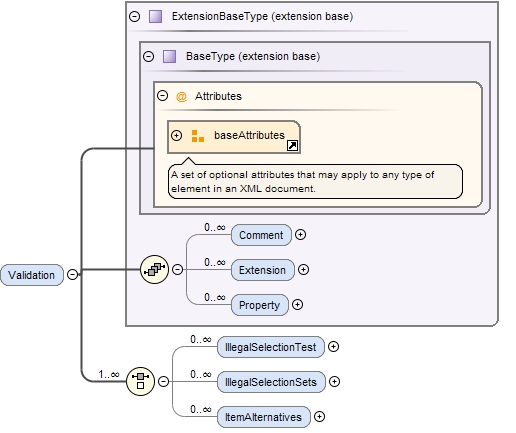 ExtensionBaseType (extension base)
BaseType (extension base)
@ Attributes
baseAttributes
A set of optional attributes that may apply to any type of
element in an XML document.
0..∞
Comment
0..∞
Extension
0..∞
Property
Validation
0..∞
IllegalSelectionTest
1..∞
0..∞
IllegalSelectionSets
0..∞
ItemAlternatives